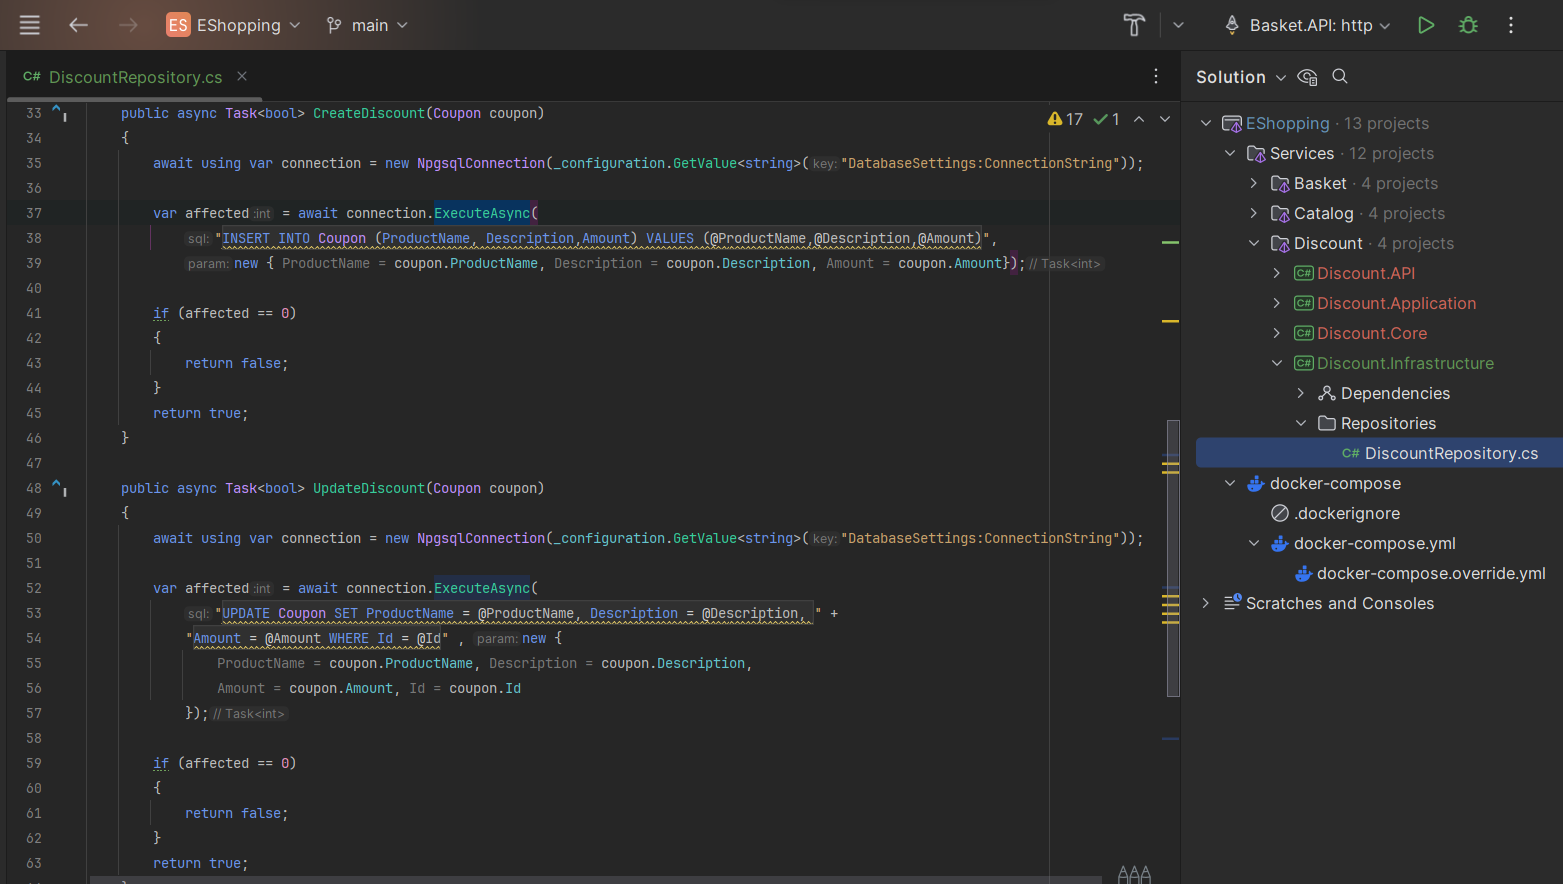 ES EShopping main Basket.API: http
C# DiscountRepository.cs
Solution
33 public async Task<bool> CreateDiscount(Coupon coupon)
17 1
34 {
35 await using var connection = new NpgsqlConnection(_configuration.GetValue<string>( key: "DatabaseSettings:ConnectionString"));
36
37 var affected :int = await connection.ExecuteAsync(
38 sql: "INSERT INTO Coupon (ProductName, Description,Amount) VALUES (@ProductName,@Description,@Amount)",
39 param: new { ProductName = coupon.ProductName, Description = coupon.Description, Amount = coupon.Amount}); // Task<int>
40
41 if (affected == 0)
42 {
43 return false;
44 }
45 return true;
46 }
47
48 public async Task<bool> UpdateDiscount(Coupon coupon)
49 {
50 await using var connection = new NpgsqlConnection(_configuration.GetValue<string>( key: "DatabaseSettings:ConnectionString"));
51
52 var affected :int = await connection.ExecuteAsync(
53 sql: "UPDATE Coupon SET ProductName = @ProductName, Description = @Description, " +
54 "Amount = @Amount WHERE Id = @Id" , param: new {
55 ProductName = coupon.ProductName, Description = coupon.Description,
56 Amount = coupon.Amount, Id = coupon.Id
57 }); // Task<int>
58
59 if (affected == 0)
60 {
61 return false;
62 }
63 return true;
EShopping · 13 projects
Services · 12 projects
Basket · 4 projects
Catalog · 4 projects
Discount · 4 projects
C# Discount.API
C# Discount.Application
C# Discount.Core
C# Discount.Infrastructure
Dependencies
Repositories
C# DiscountRepository.cs
docker-compose
.dockerignore
docker-compose.yml
docker-compose.override.yml
Scratches and Consoles